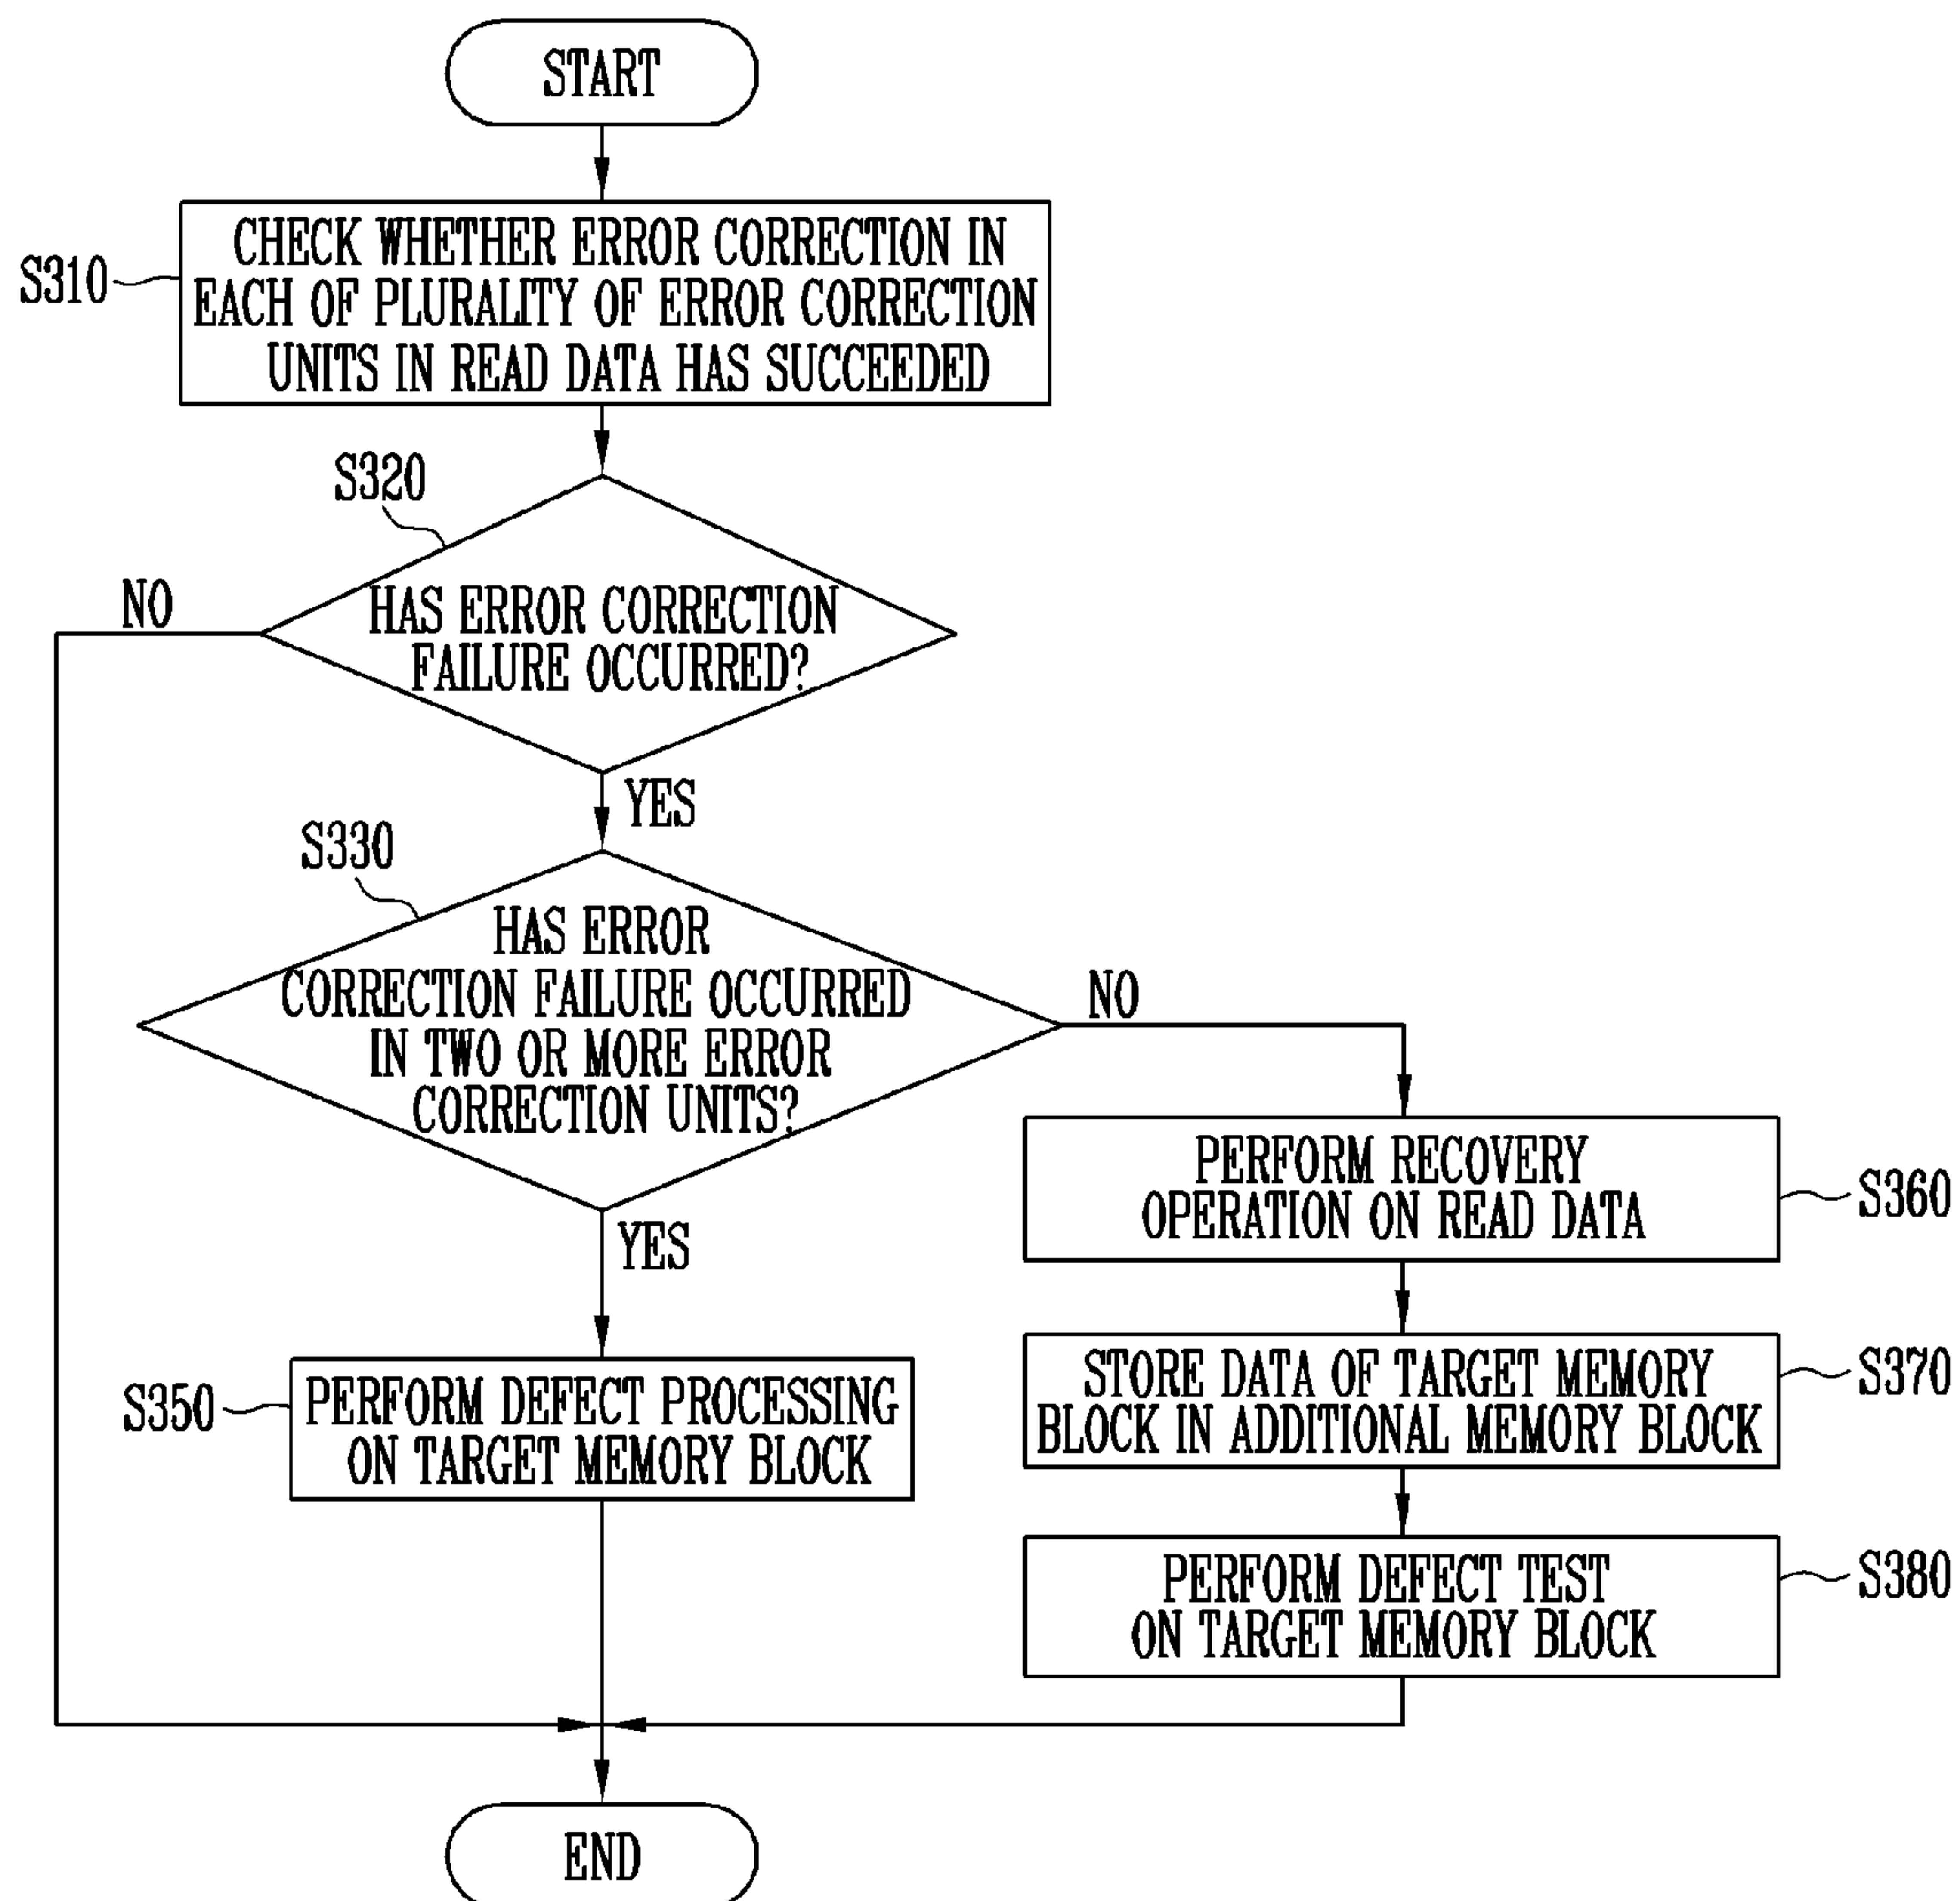 START
S310
CHECK WHETHER ERROR CORRECTION IN
EACH OF PLURALITY OF ERROR CORRECTION
UNITS IN READ DATA HAS SUCCEEDED
S320
NO
HAS ERROR CORRECTION
FAILURE OCCURRED?
YES
S330
HAS ERROR
CORRECTION FAILURE OCCURRED
IN TWO OR MORE ERROR
CORRECTION UNITS?
NO
YES
PERFORM RECOVERY
OPERATION ON READ DATA
S360
S350
PERFORM DEFECT PROCESSING
ON TARGET MEMORY BLOCK
STORE DATA OF TARGET MEMORY
BLOCK IN ADDITIONAL MEMORY BLOCK
S370
PERFORM DEFECT TEST
ON TARGET MEMORY BLOCK
S380
END